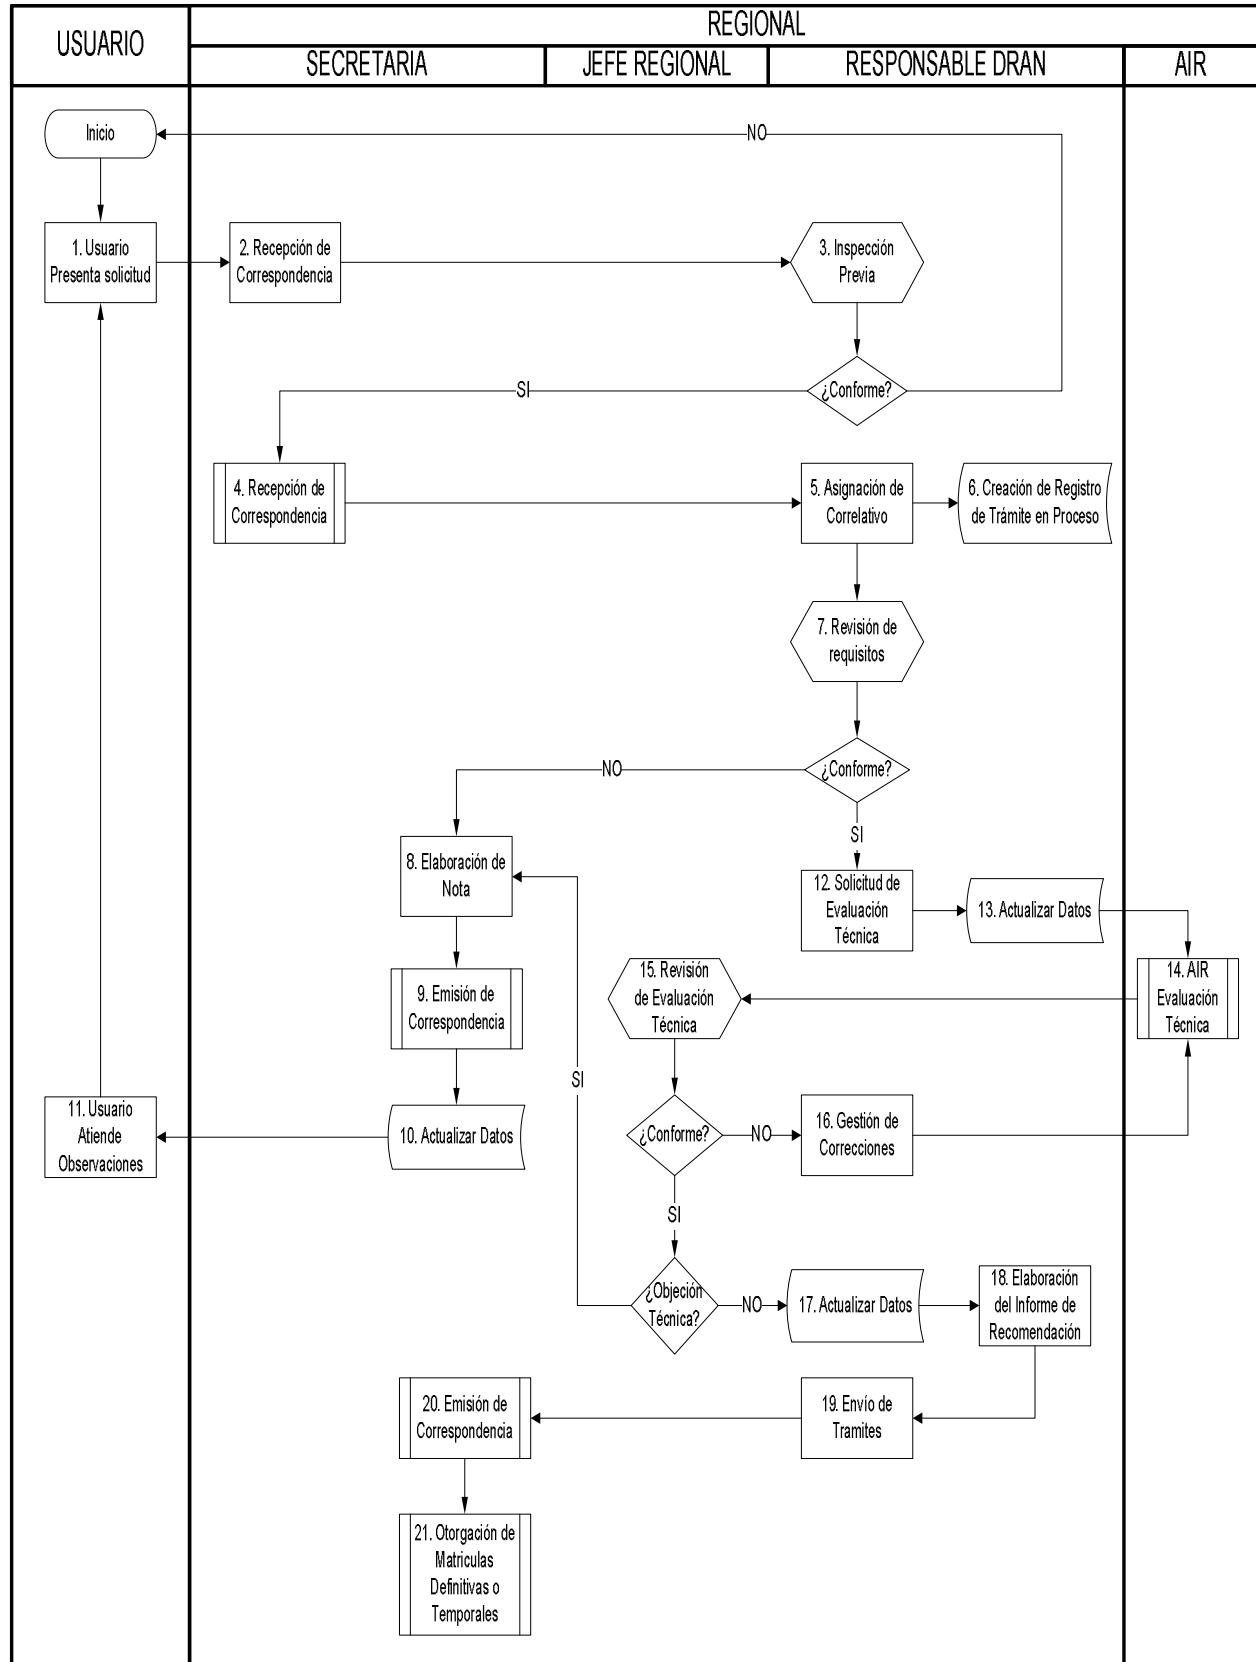 USUARIO
REGIONAL
SECRETARIA
JEFE REGIONAL
RESPONSABLE DRAN
AIR
Inicio
NO
1. Usuario
Presenta solicitud
2. Recepción de
Correspondencia
3. Inspección
Previa
¿Conforme?
SI
4. Recepción de
Correspondencia
5. Asignación de
Correlativo
6. Creación de Registro
de Trámite en Proceso
7. Revisión de
requisitos
¿Conforme?
NO
SI
8. Elaboración de
Nota
12. Solicitud de
Evaluación
Técnica
13. Actualizar Datos
9. Emisión de
Correspondencia
15. Revisión
de Evaluación
Técnica
14. AIR
Evaluación
Técnica
SI
11. Usuario
Atiende
Observaciones
10. Actualizar Datos
¿Conforme?
NO
16. Gestión de
Correcciones
SI
¿Objeción
Técnica?
NO
17. Actualizar Datos
18. Elaboración
del Informe de
Recomendación
20. Emisión de
Correspondencia
19. Envío de
Tramites
21. Otorgación de
Matriculas
Definitivas o
Temporales